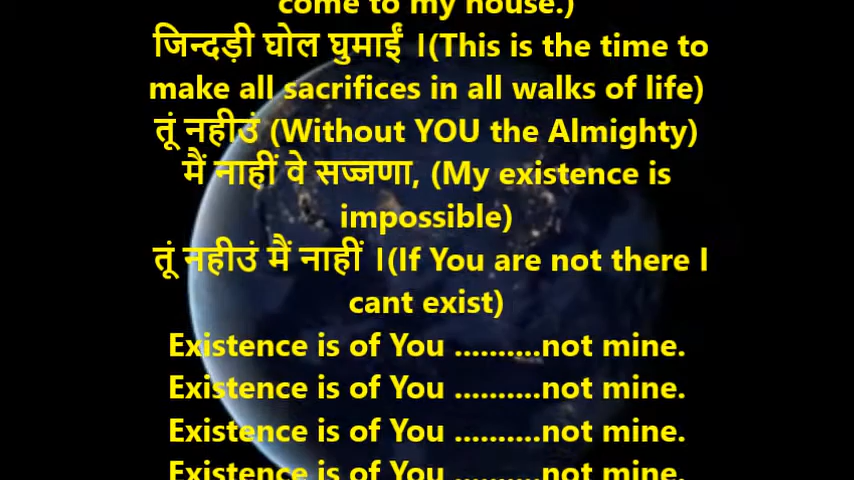 come to my house.)
जिन्दड़ी घोल घुमाईं ।(This is the time to
make all sacrifices in all walks of life)
तूं नहीउं (Without YOU the Almighty)
मैं नाहीं वे सज्जणा, (My existence is
impossible)
तूं नहीउं मैं नाहीं ।(If You are not there I
cant exist)
Existence is of You ..........not mine.
Existence is of You ..........not mine.
Existence is of You ..........not mine.
Existence is of You ..........not mine.